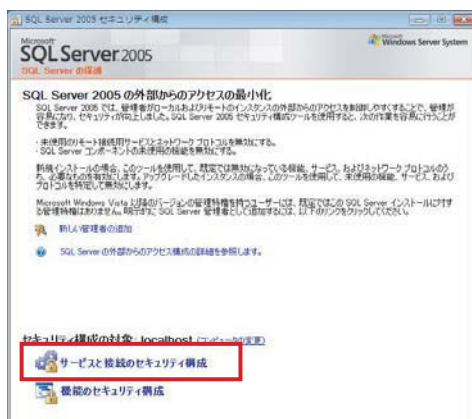 SQL Server 2005 セキュリティ構成
Microsoft
SQL Server 2005
Microsoft
Windows Server System
SQL Server の保護
SQL Server 2005 の外部からのアクセスの最小化
SQL Server 2005 では、管理者がローカルおよびリモートのインスタンスの外部からのアクセスを制御しやすくすることで、管理が
容易になり、セキュリティが向上しました。SQL Server 2005 セキュリティ構成ツールを使用すると、次の作業を容易に行うことが
できます。
・未使用のリモート接続用サービスとネットワーク プロトコルを無効にする。
・SQL Server コンポーネントの未使用の機能を無効にする。
新規インストールの場合、このツールを使用して、既定では無効になっている機能、サービス、およびネットワーク プロトコルのう
ち、必要なものを有効にします。アップグレードしたインスタンスの場合、このツールを使用して、未使用の機能、サービス、および
プロトコルを特定して無効にします。
Microsoft Windows Vista 以降のバージョンの管理特権を持つユーザーには、既定ではこの SQL Server インストールに対す
る管理特権はありません。明示的に SQL Server 管理者として追加するには、以下のリンクをクリックしてください。
新しい管理者の追加
SQL Server の外部からのアクセス構成の詳細を参照します。
セキュリティ構成の対象: localhost (コンピュータの変更)
サービスと接続のセキュリティ構成
機能のセキュリティ構成